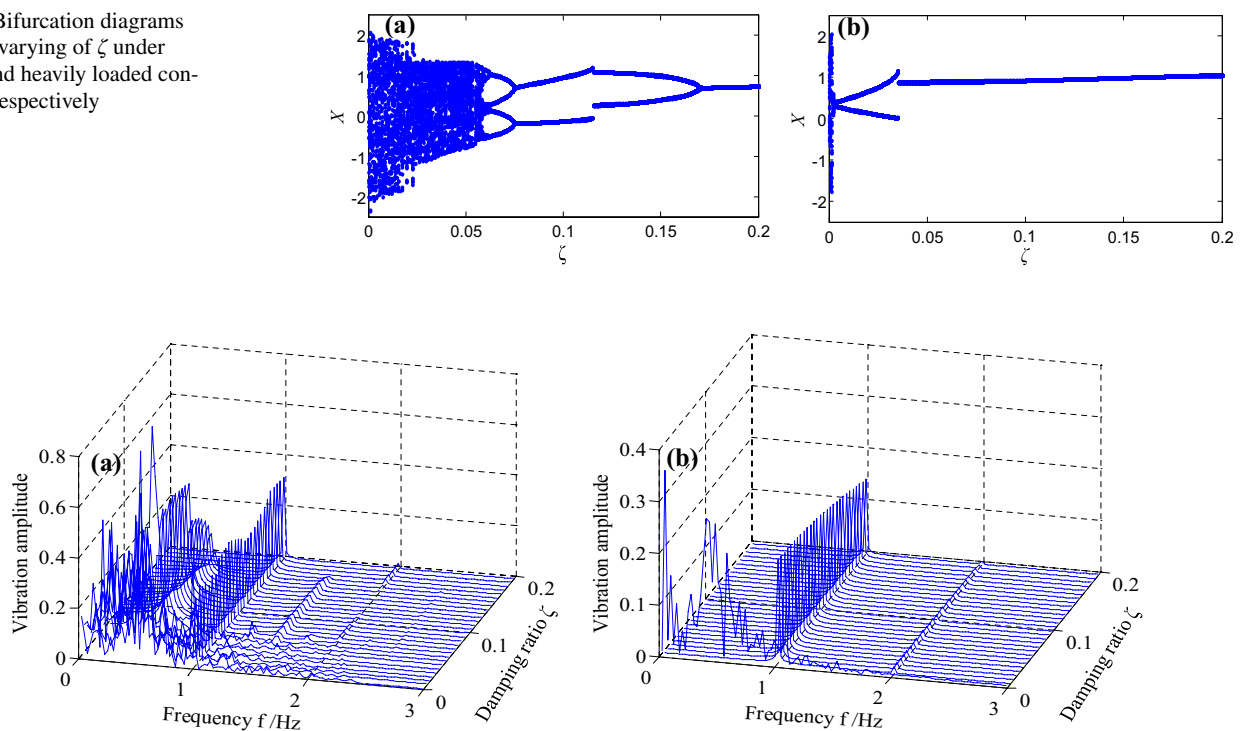 Bifurcation diagrams
varying of ζ under
nd heavily loaded con-
espectively
(a)
2
1
0
-1
-2
X
0
0.05
0.1
0.15
0.2
ζ
(b)
2
1
0
-1
-2
X
0
0.05
0.1
0.15
0.2
ζ
(a)
0.8
0.6
0.4
0.2
0
Vibration amplitude
0
1
2
3
Frequency f /Hz
0
0.1
0.2
Damping ratio ζ
(b)
0.4
0.3
0.2
0.1
0
Vibration amplitude
0
1
2
3
Frequency f /Hz
0
0.1
0.2
Damping ratio ζ